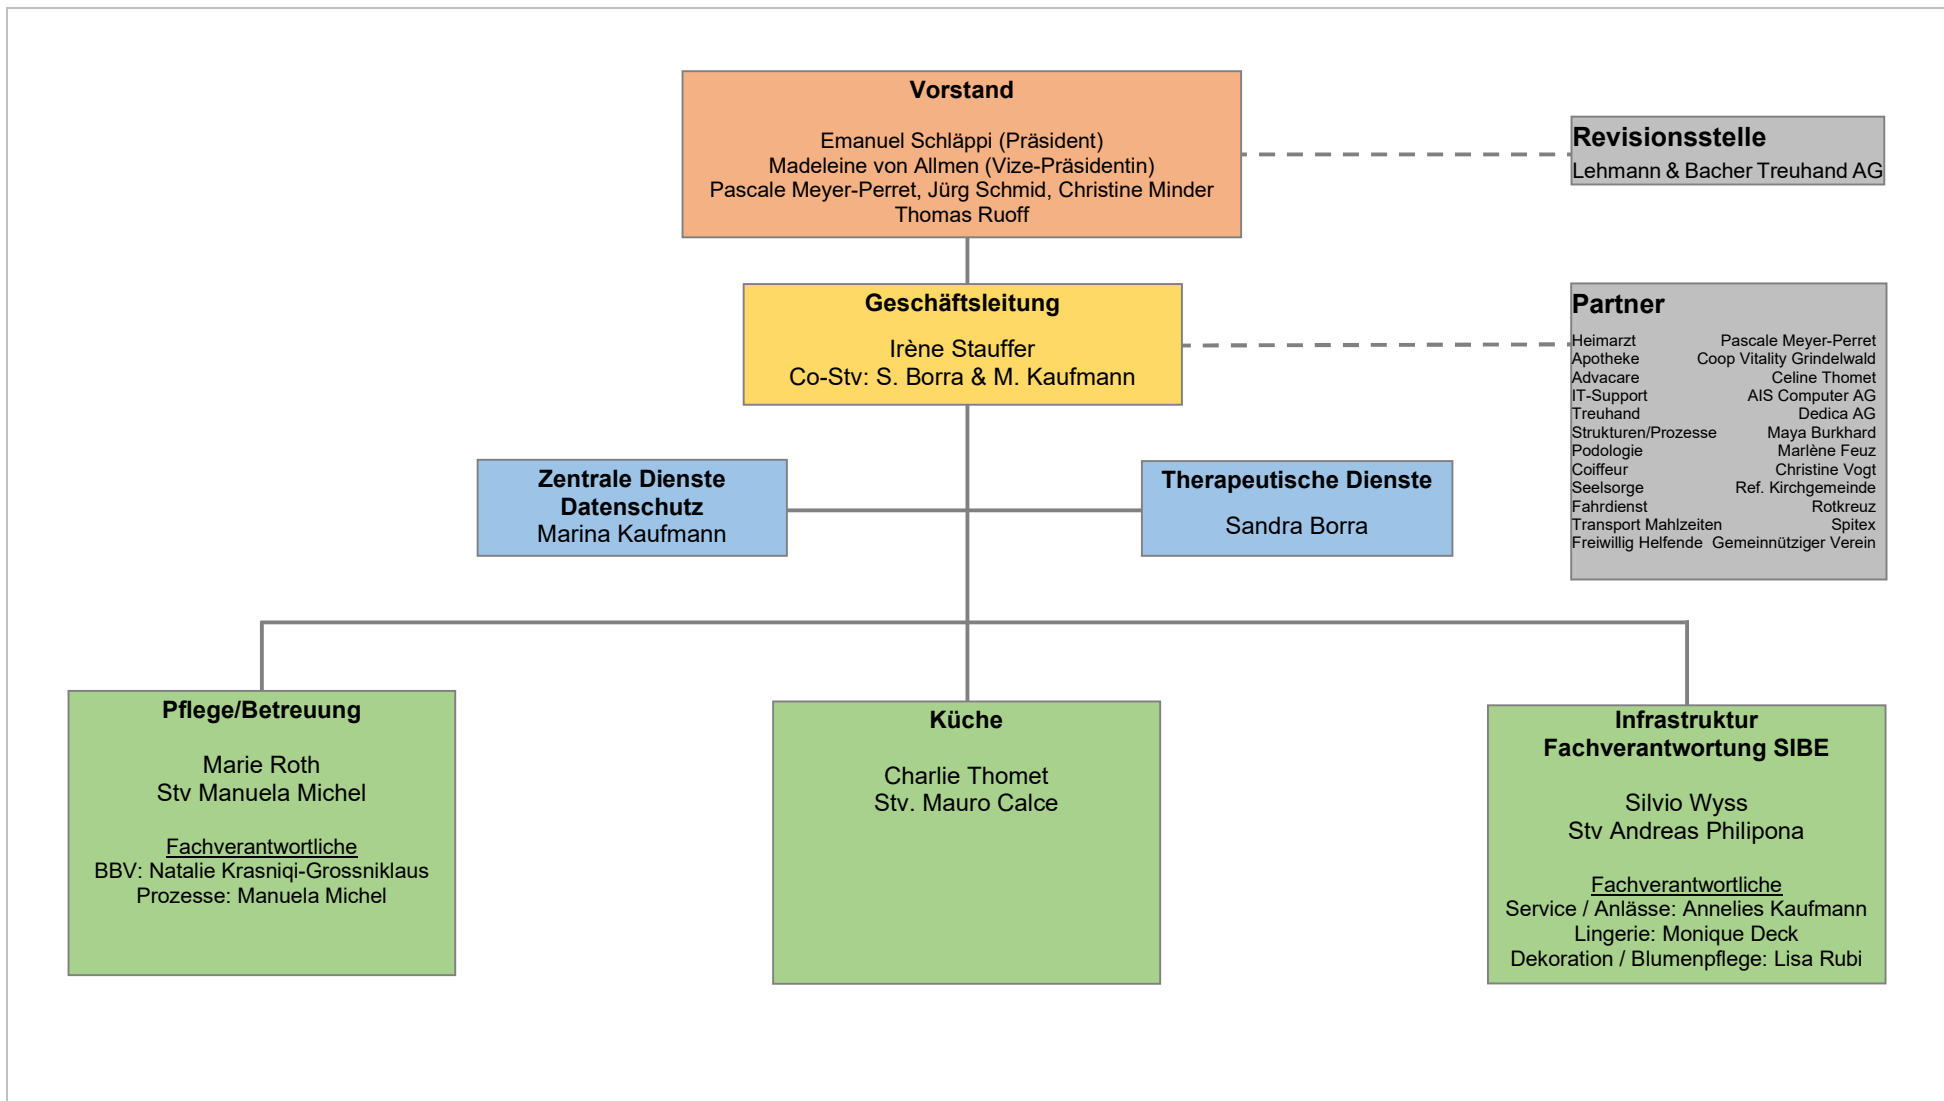 Vorstand
Emanuel Schläppi (Präsident)
Madeleine von Allmen (Vize-Präsidentin)
Pascale Meyer-Perret, Jürg Schmid, Christine Minder
Thomas Ruoff
Revisionsstelle
Lehmann & Bacher Treuhand AG
Geschäftsleitung
Irène Stauffer
Co-Stv: S. Borra & M. Kaufmann
Partner
Heimarzt Pascale Meyer-Perret
Apotheke Coop Vitality Grindelwald
Advacare Celine Thomet
IT-Support AIS Computer AG
Treuhand Dedica AG
Strukturen/Prozesse Maya Burkhard
Podologie Marlène Feuz
Coiffeur Christine Vogt
Seelsorge Ref. Kirchgemeinde
Fahrdienst Rotkreuz
Transport Mahlzeiten Spitex
Freiwillig Helfende Gemeinnütziger Verein
Zentrale Dienste
Datenschutz
Marina Kaufmann
Therapeutische Dienste
Sandra Borra
Pflege/Betreuung
Marie Roth
Stv Manuela Michel
Fachverantwortliche
BBV: Natalie Krasniqi-Grossniklaus
Prozesse: Manuela Michel
Küche
Charlie Thomet
Stv. Mauro Calce
Infrastruktur
Fachverantwortung SIBE
Silvio Wyss
Stv Andreas Philipona
Fachverantwortliche
Service / Anlässe: Annelies Kaufmann
Lingerie: Monique Deck
Dekoration / Blumenpflege: Lisa Rubi